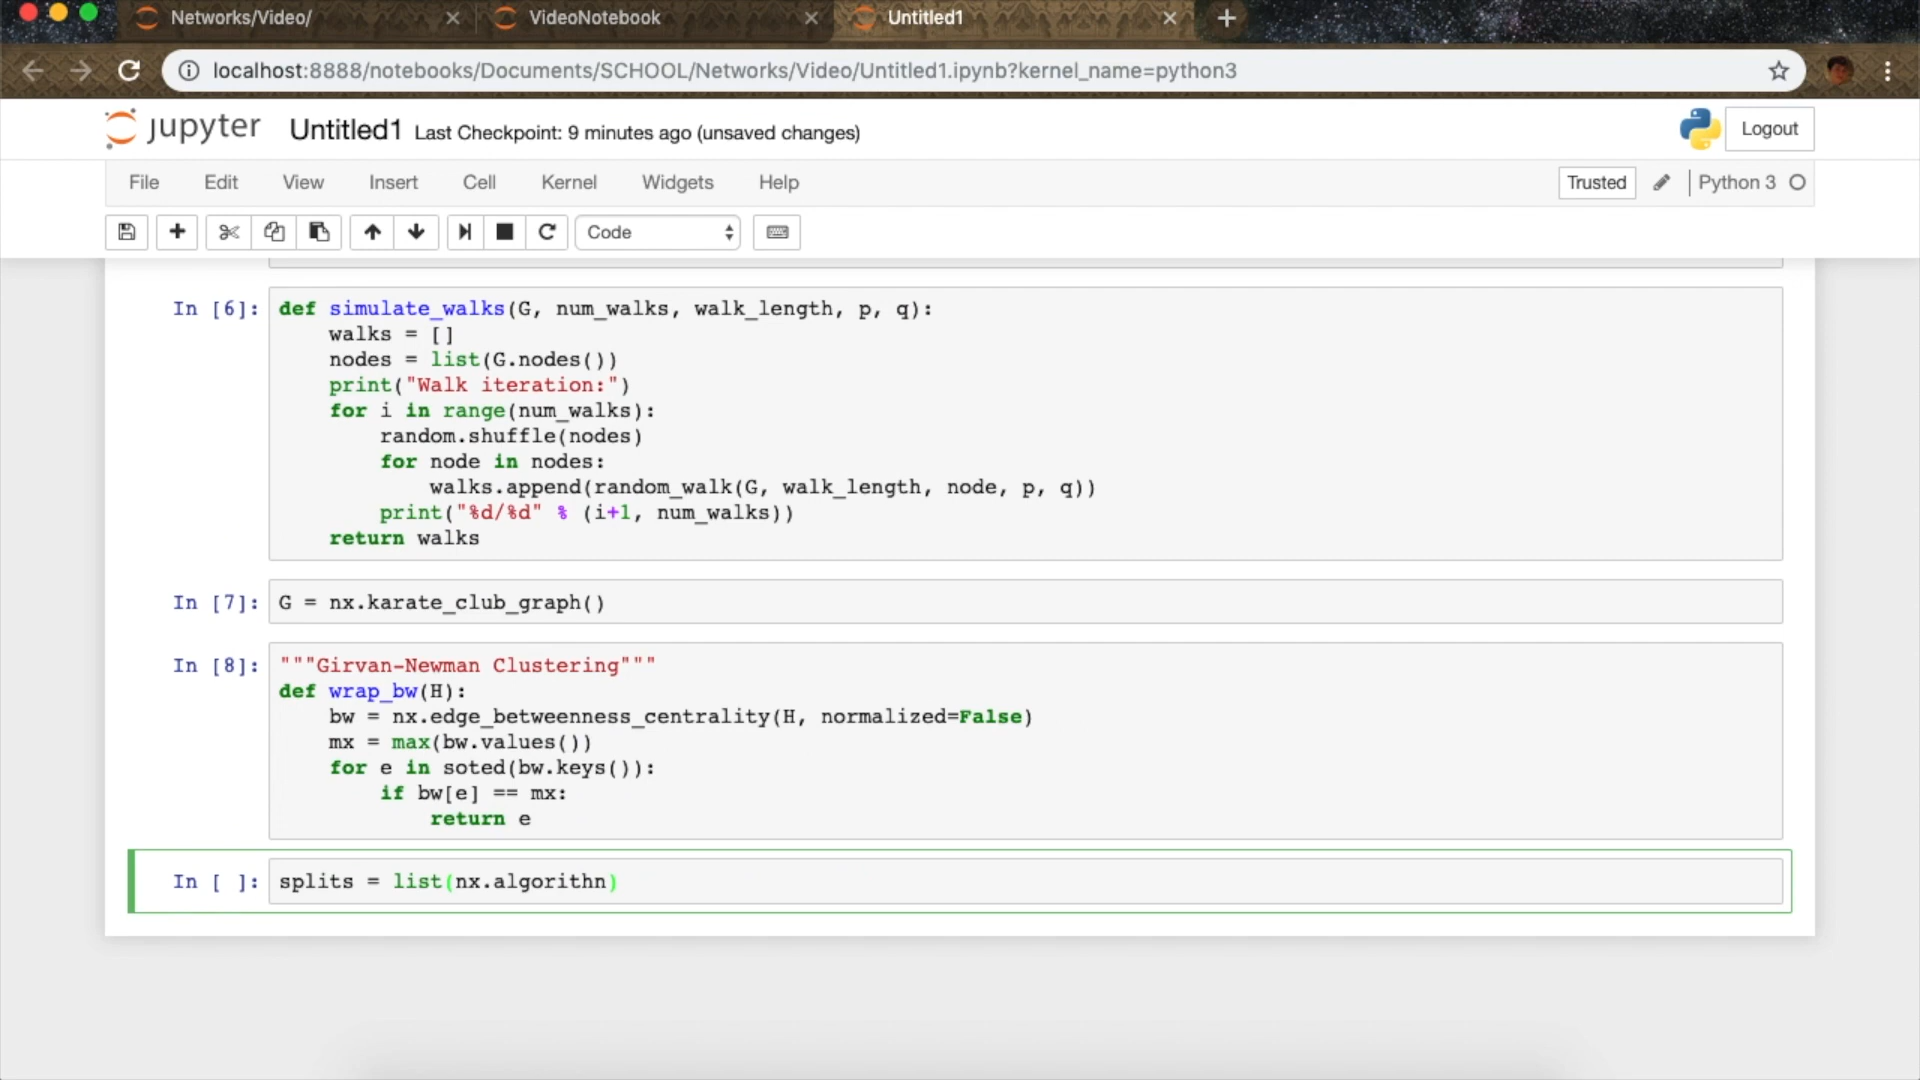 Networks/Video/
VideoNotebook
Untitled1
localhost:8888/notebooks/Documents/SCHOOL/Networks/Video/Untitled1.ipynb?kernel_name=python3
jupyter Untitled1 Last Checkpoint: 9 minutes ago (unsaved changes)
Logout
File Edit View Insert Cell Kernel Widgets Help
Trusted
Python 3
Code
In [6]: def simulate_walks(G, num_walks, walk_length, p, q):
    walks = []
    nodes = list(G.nodes())
    print("Walk iteration:")
    for i in range(num_walks):
        random.shuffle(nodes)
        for node in nodes:
            walks.append(random_walk(G, walk_length, node, p, q))
        print("%d/%d" % (i+1, num_walks))
    return walks
In [7]: G = nx.karate_club_graph()
In [8]: """Girvan-Newman Clustering"""
def wrap_bw(H):
    bw = nx.edge_betweenness_centrality(H, normalized=False)
    mx = max(bw.values())
    for e in soted(bw.keys()):
        if bw[e] == mx:
            return e
In [ ]: splits = list(nx.algorithn)